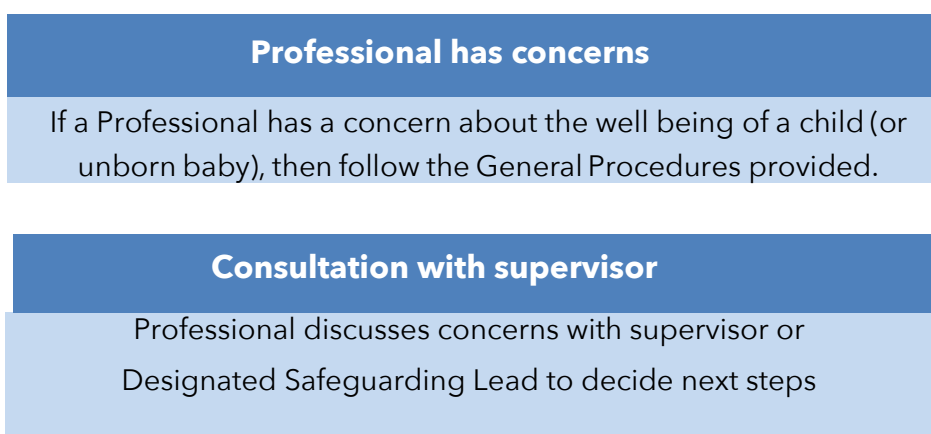 Professional has concerns
If a Professional has a concern about the well being of a child (or
unborn baby), then follow the General Procedures provided.
Consultation with supervisor
Professional discusses concerns with supervisor or
Designated Safeguarding Lead to decide next steps